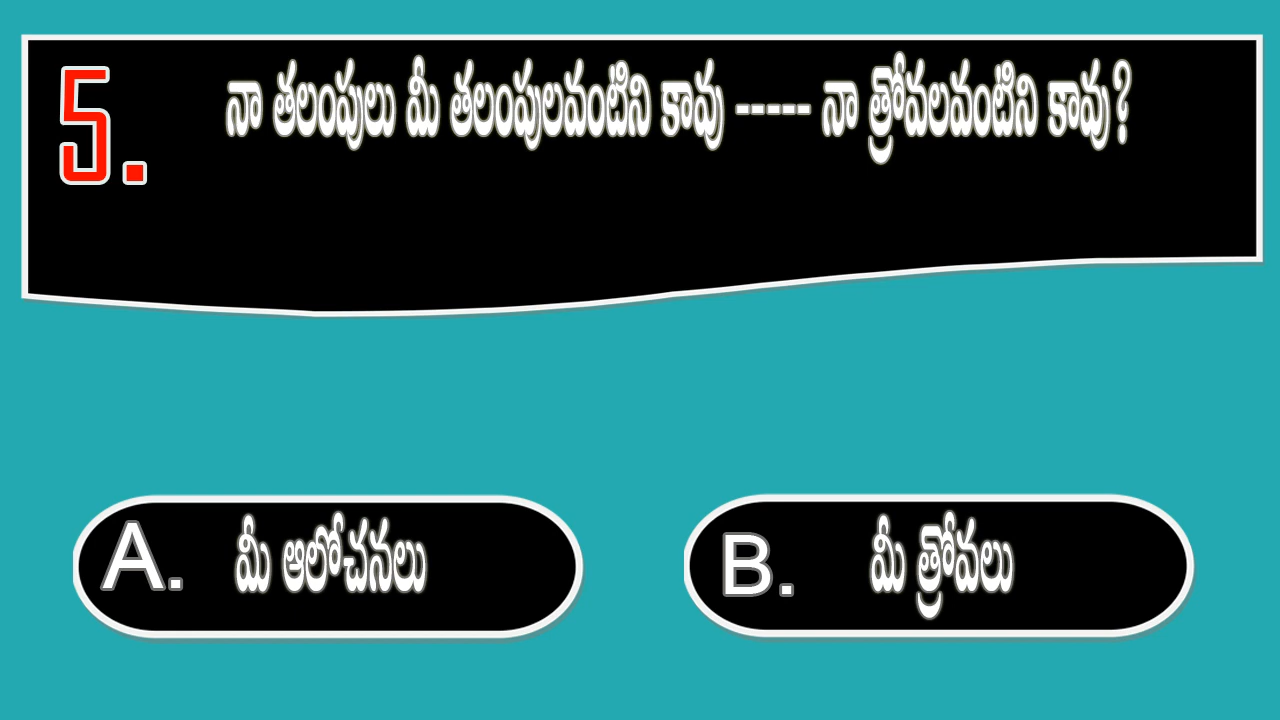 5. నా తలంపులు మీ తలంపులవంటిని కావు ----- నా త్రోవలవంటిని కావు?
A. మీ ఆలోచనలు
B. మీ త్రోవలు